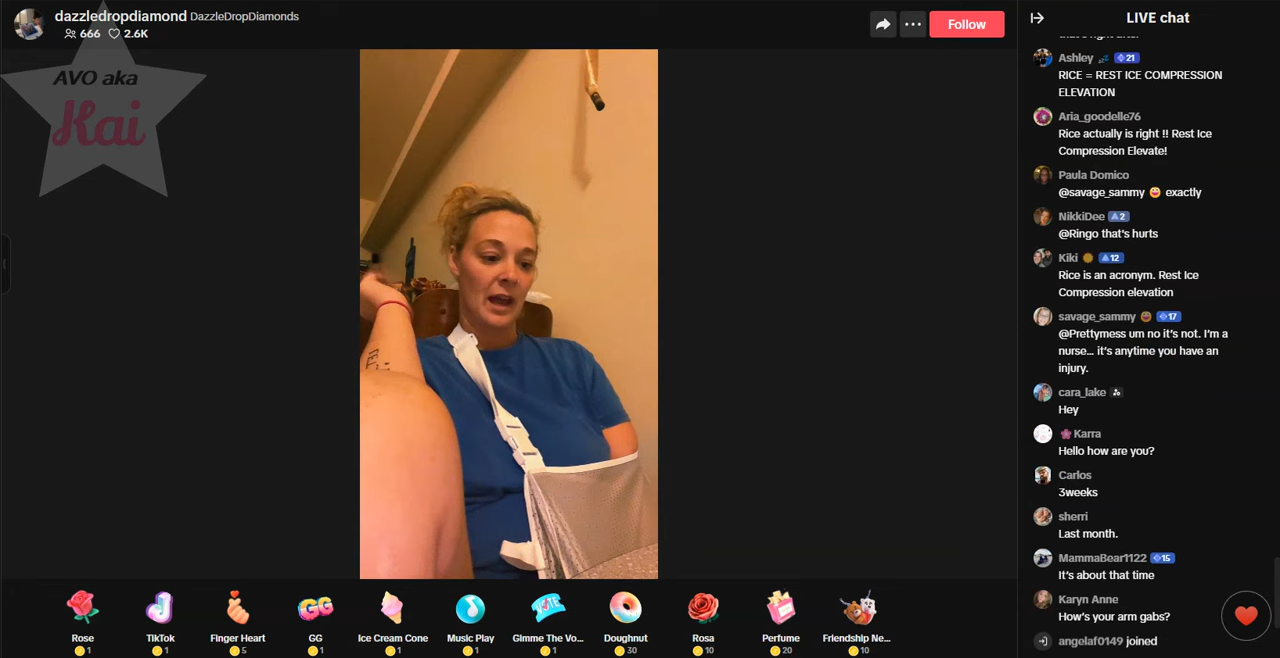 dazzledropdiamond DazzleDropDiamonds
666 2.6K
Follow
AVO aka
Kai
LIVE chat
Ashley 21
RICE = REST ICE COMPRESSION
ELEVATION
Aria_goodelle76
Rice actually is right !! Rest Ice
Compression Elevate!
Paula Domico
@savage_sammy 😀 exactly
NikkiDee 2
@Ringo that's hurts
Kiki 12
Rice is an acronym. Rest Ice
Compression elevation
savage_sammy 17
@Prettymess um no it's not. I'm a
nurse... it's anytime you have an
injury.
cara_lake
Hey
🌸Karra
Hello how are you?
Carlos
3weeks
sherri
Last month.
MammaBear1122 15
It's about that time
Karyn Anne
How's your arm gabs?
angelaf0149 joined
GG
VOTE
Rose
1
TikTok
1
Finger Heart
5
GG
1
Ice Cream Cone
1
Music Play
1
Gimme The Vo...
1
Doughnut
30
Rosa
10
Perfume
20
Friendship Ne...
10